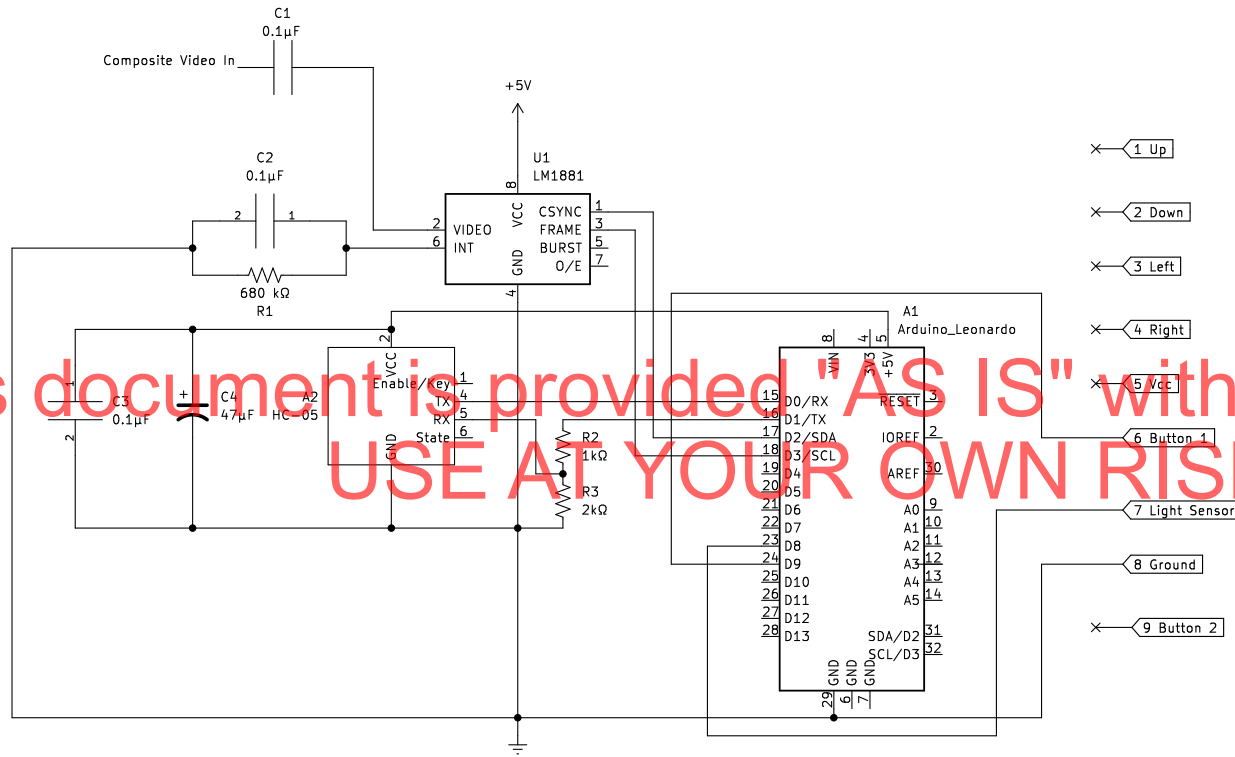 C1
0.1µF
Composite Video In
+5V
C2
0.1µF
2
1
U1
LM1881
8
VCC
2
VIDEO
6
INT
CSYNC
1
FRAME
3
BURST
5
O/E
7
GND
4
680 kΩ
R1
1 Up
2 Down
3 Left
4 Right
5 Vcc
6 Button 1
7 Light Sensor
8 Ground
9 Button 2
s document is provided "AS IS" with
USE AT YOUR OWN RIS
1
C3
0.1µF
2
+
C4
47µF
A2
HC-05
2
VCC
Enable/Key
1
TX
4
RX
5
State
6
GND
R2
1kΩ
R3
2kΩ
A1
Arduino_Leonardo
8
VIN
4
3V3
5
+5V
15
D0/RX
16
D1/TX
17
D2/SDA
18
D3/SCL
19
D4
20
D5
21
D6
22
D7
23
D8
24
D9
25
D10
26
D11
27
D12
28
D13
RESET
3
IOREF
2
AREF
30
A0
9
A1
10
A2
11
A3
12
A4
13
A5
14
SDA/D2
31
SCL/D3
32
GND
29
GND
6
GND
7